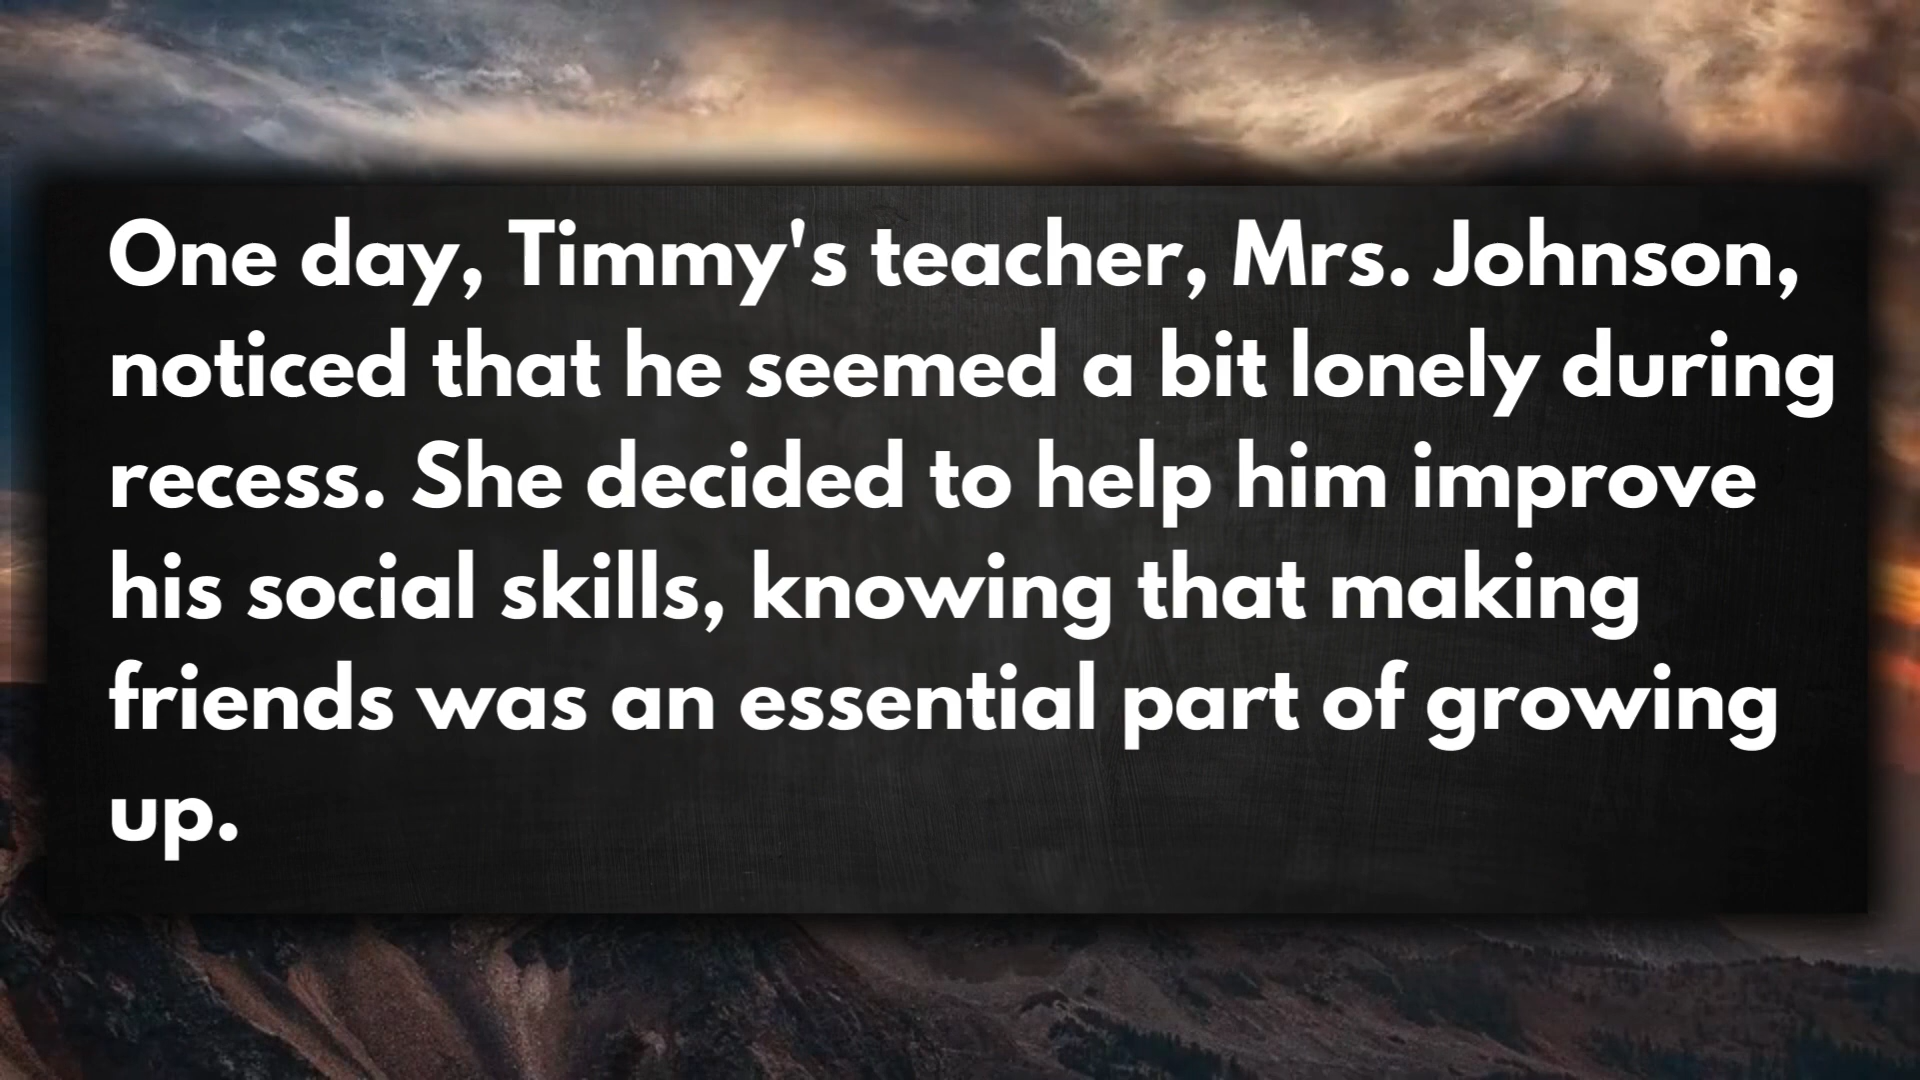 One day, Timmy's teacher, Mrs. Johnson,
noticed that he seemed a bit lonely during
recess. She decided to help him improve
his social skills, knowing that making
friends was an essential part of growing
up.